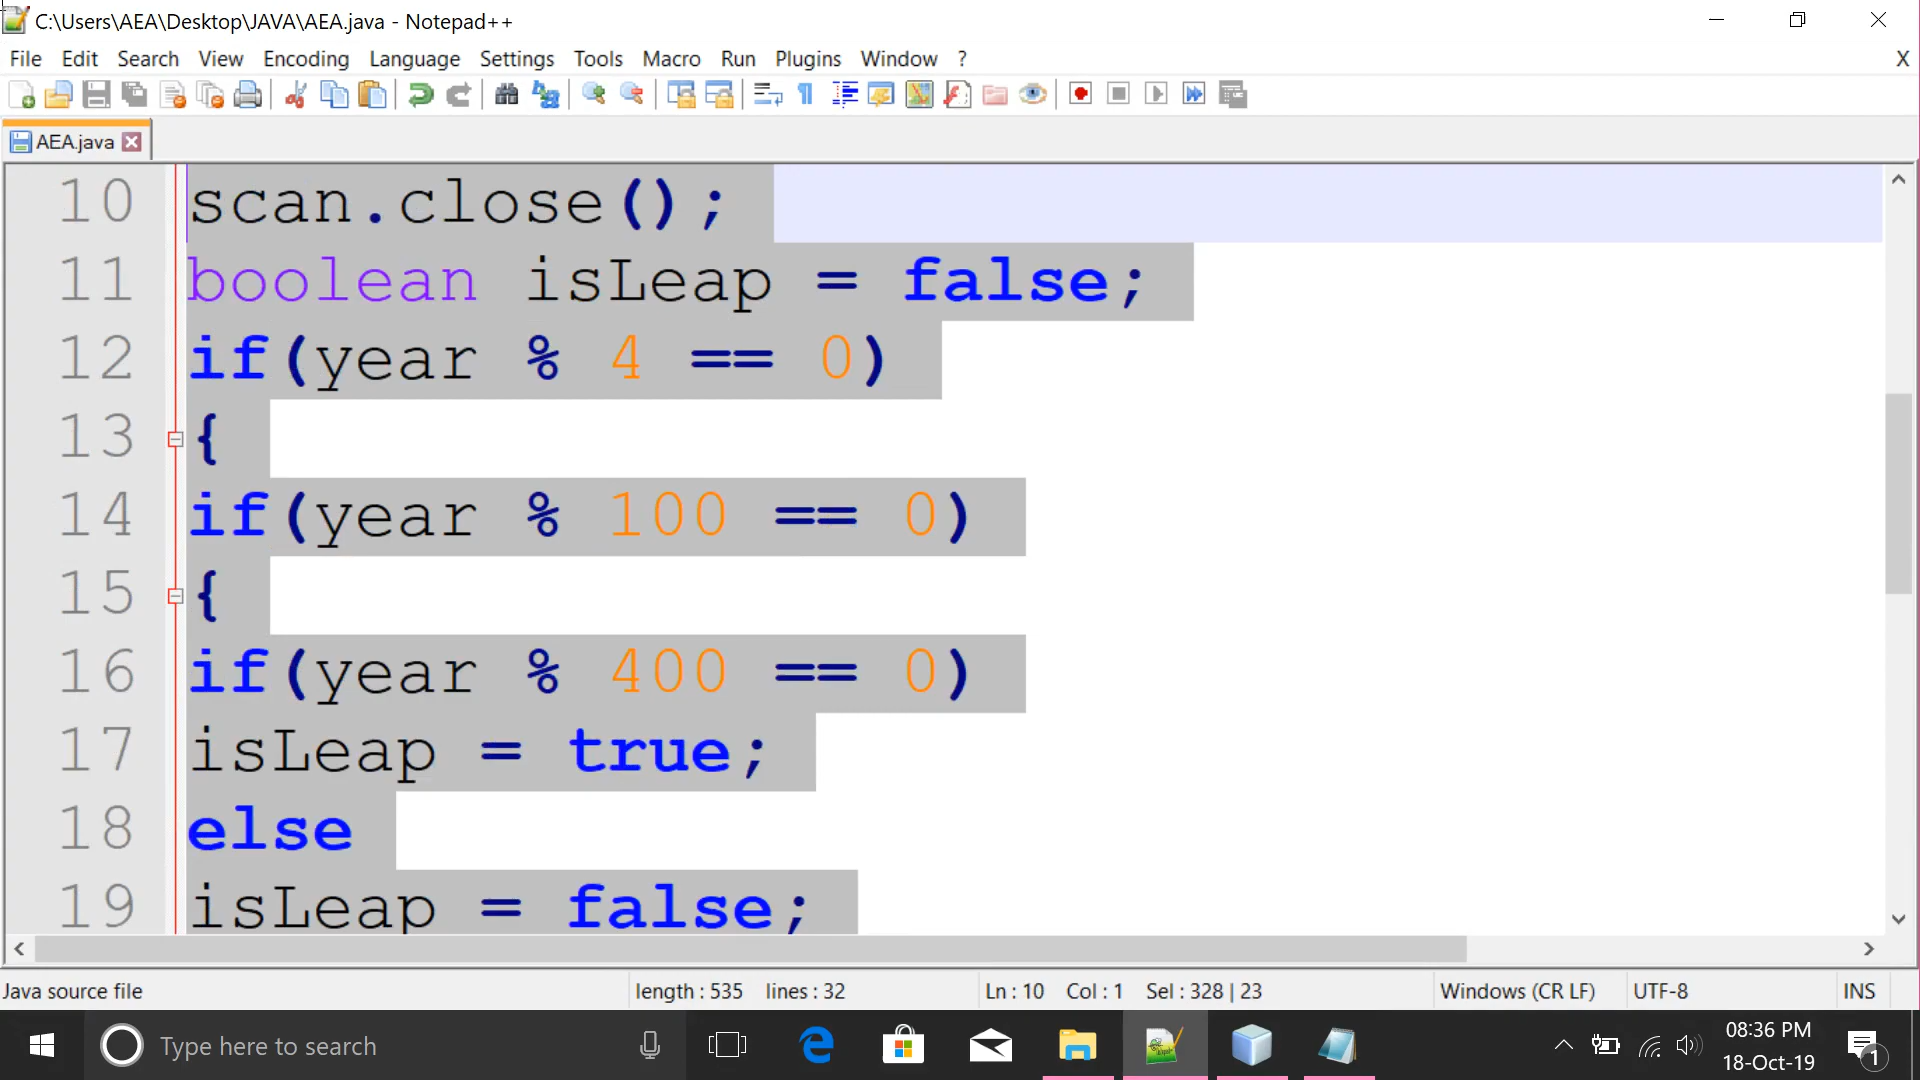 C:\Users\AEA\Desktop\JAVA\AEA.java - Notepad++
File Edit Search View Encoding Language Settings Tools Macro Run Plugins Window ? X
AEA.java
10 scan.close();
11 boolean isLeap = false;
12 if(year % 4 == 0)
13 {
14 if(year % 100 == 0)
15 {
16 if(year % 400 == 0)
17 isLeap = true;
18 else
19 isLeap = false;
Java source file length : 535 lines : 32 Ln : 10 Col : 1 Sel : 328 | 23 Windows (CR LF) UTF-8 INS
Type here to search
08:36 PM
18-Oct-19
1